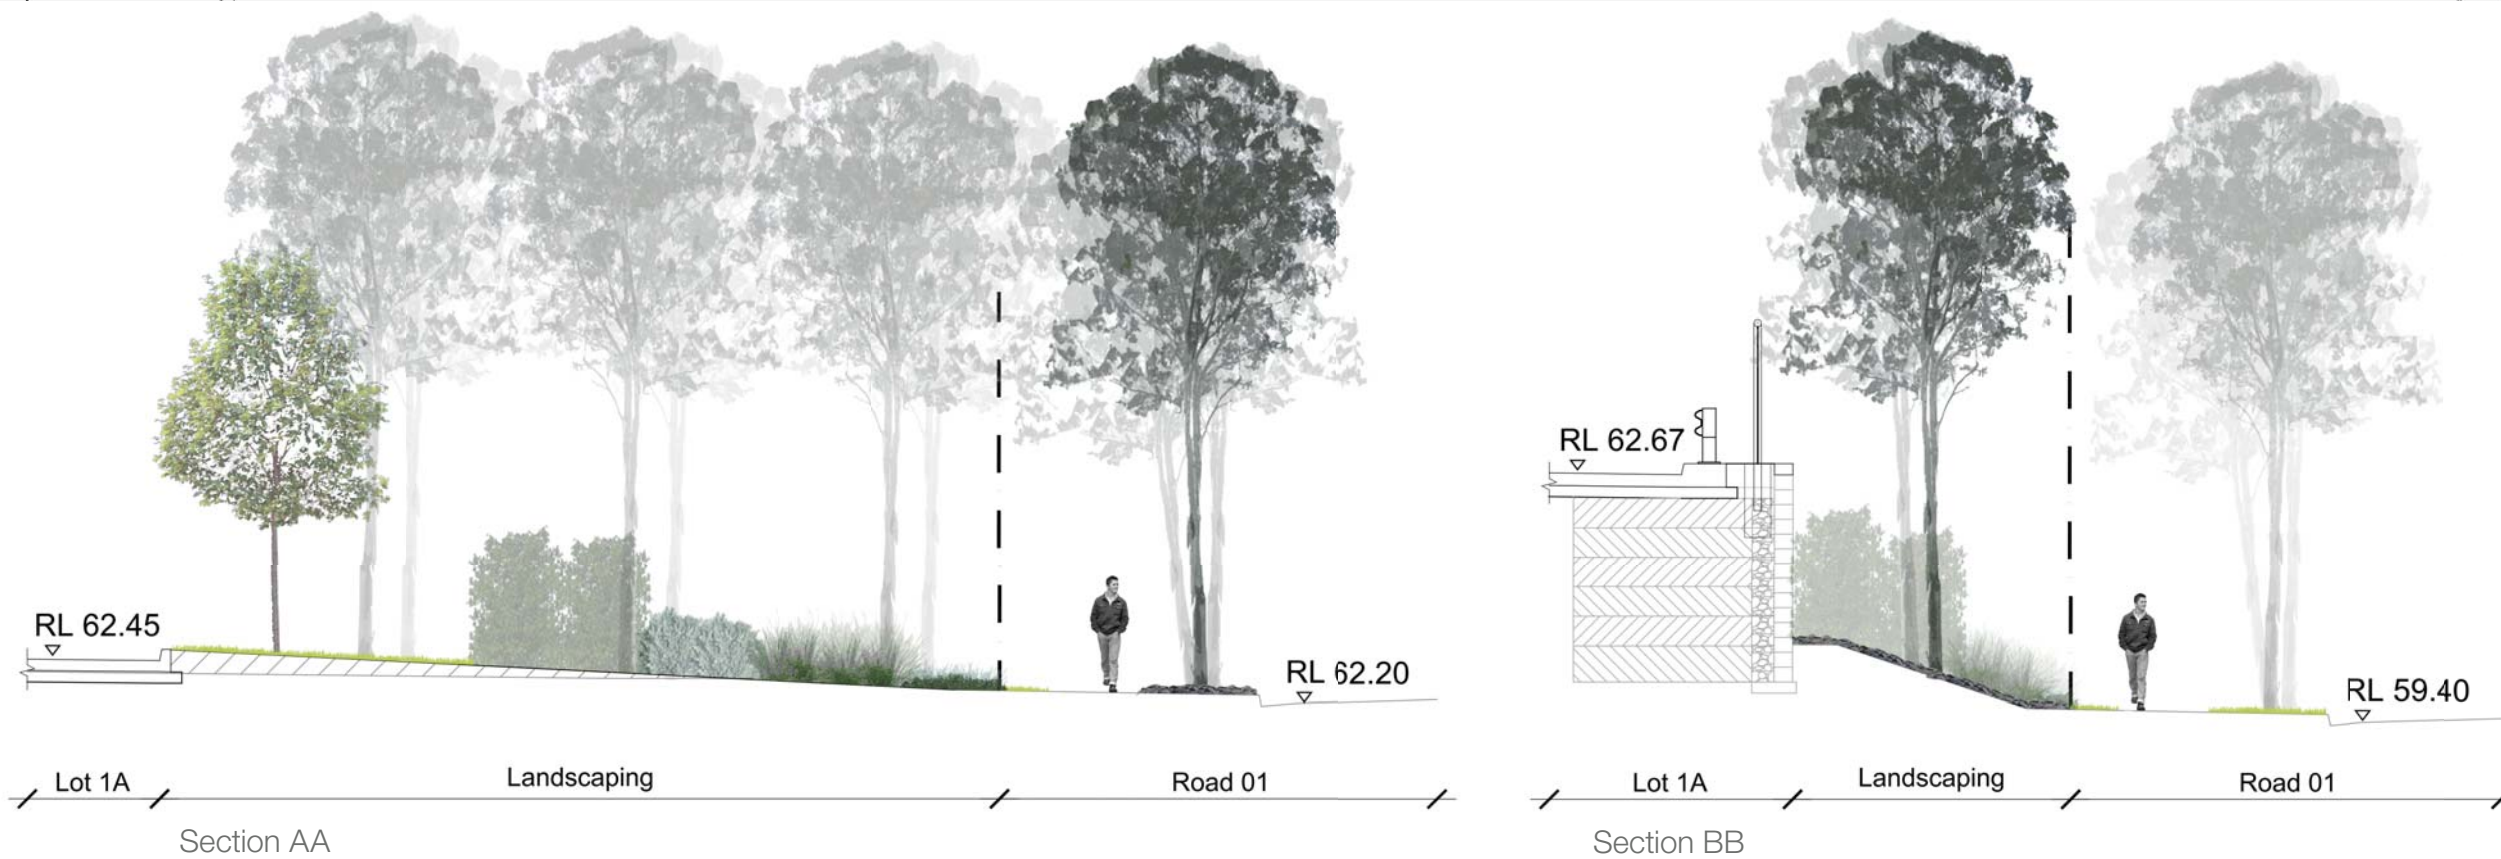 RL 62.45
RL 62.20
Lot 1A
Landscaping
Road 01
Section AA
RL 62.67
RL 59.40
Lot 1A
Landscaping
Road 01
Section BB